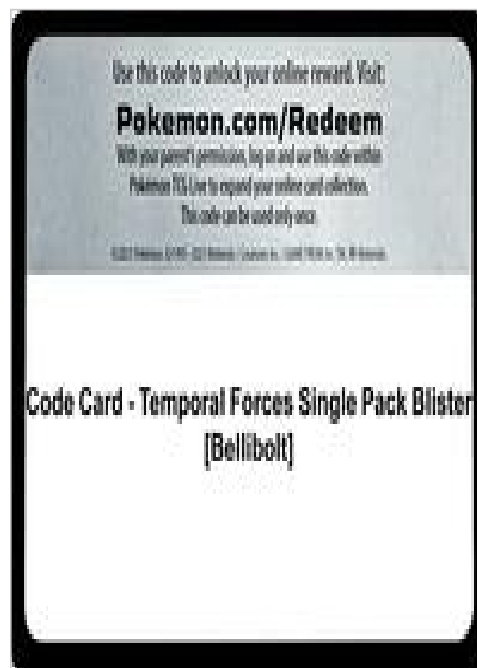 Use this code to unlock your online reward. Visit:
Pokemon.com/Redeem
With your parent's permission, log on and use this code within
Pokémon TCG Live to expand your online card collection.
This code can be used only once.
Code Card - Temporal Forces Single Pack Blister
[Bellibolt]